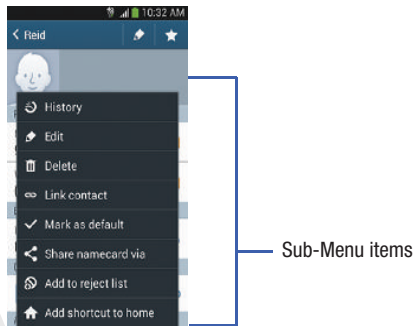 10:32 AM
Reid
History
Edit
Delete
Link contact
Mark as default
Share namecard via
Add to reject list
Add shortcut to home
Sub-Menu items